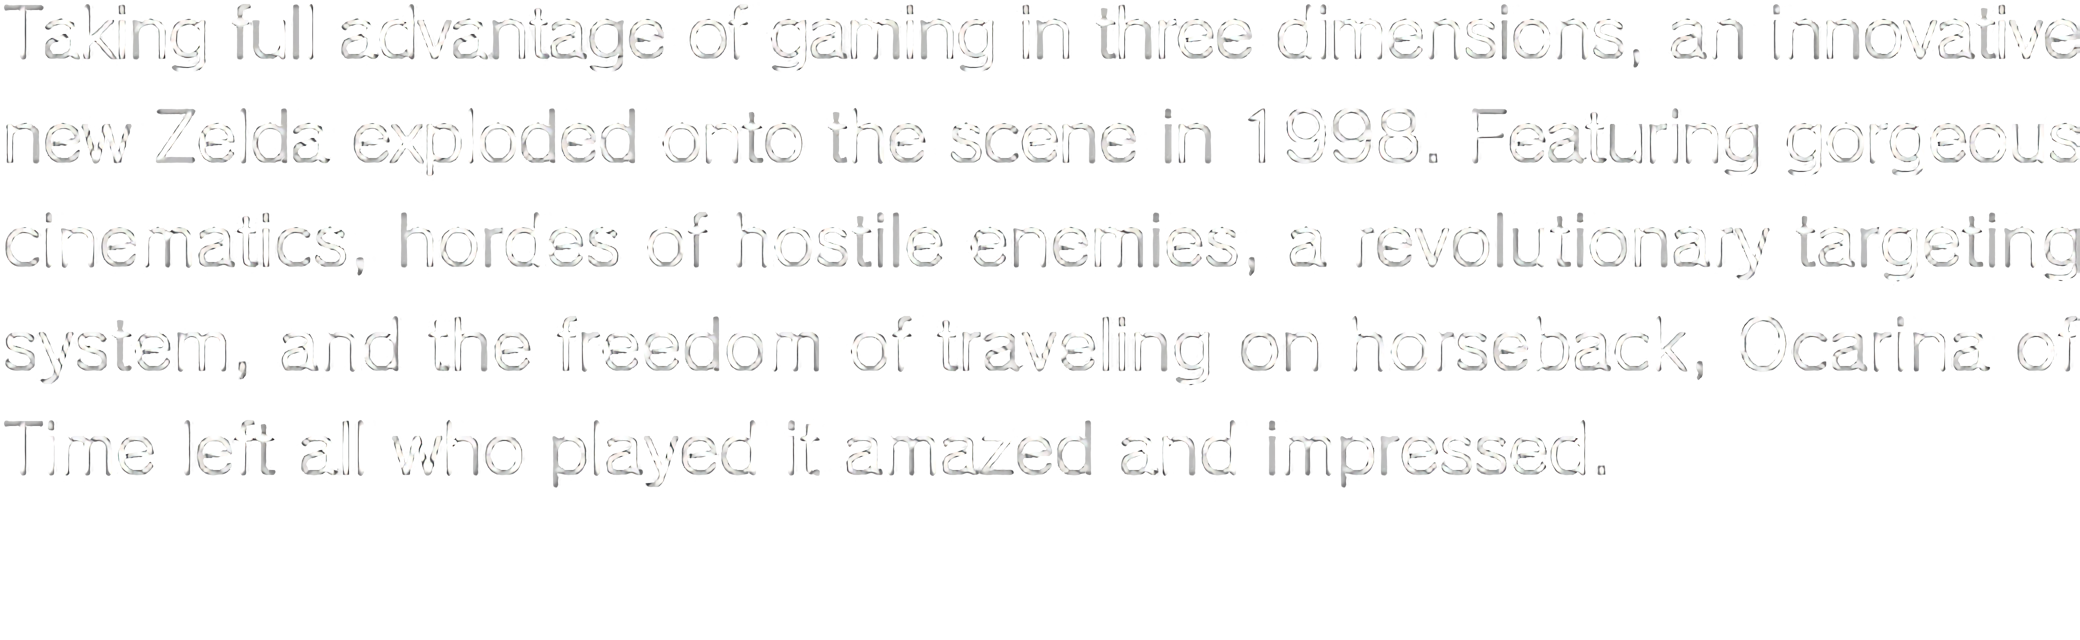 Taking full advantage of gaming in three dimensions, an innovative
new Zelda exploded onto the scene in 1998. Featuring gorgeous
cinematics, hordes of hostile enemies, a revolutionary targeting
system, and the freedom of traveling on horseback, Ocarina of
Time left all who played it amazed and impressed.